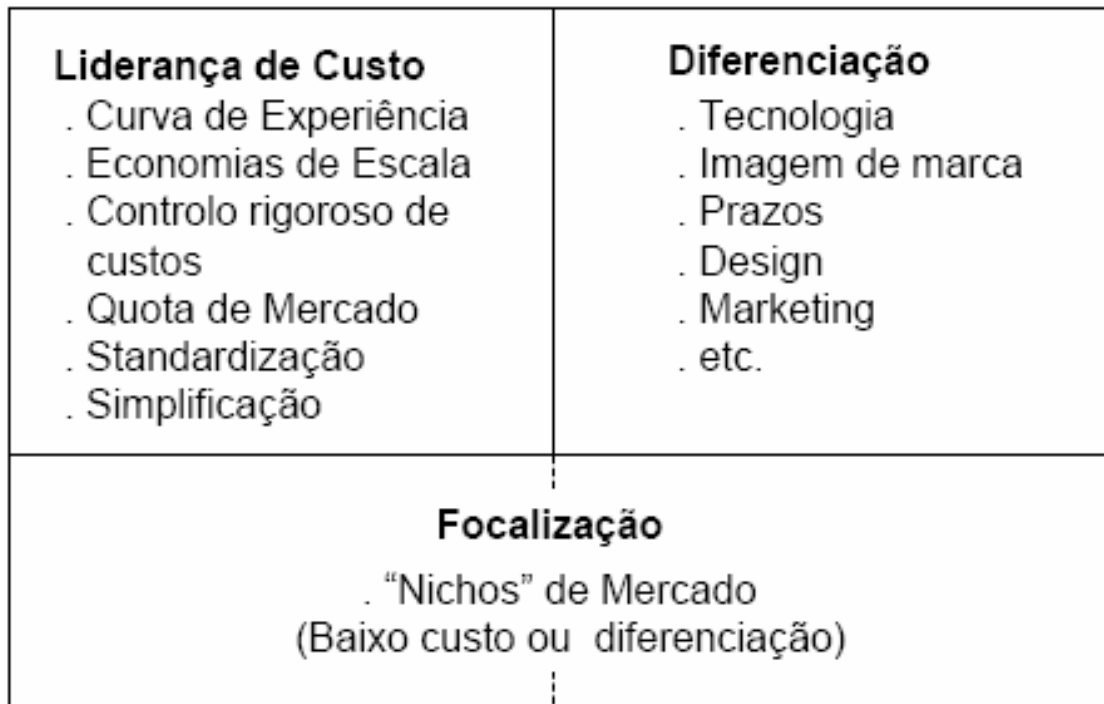 Liderança de Custo
. Curva de Experiência
. Economias de Escala
. Controlo rigoroso de
custos
. Quota de Mercado
. Standardização
. Simplificação
Diferenciação
. Tecnologia
. Imagem de marca
. Prazos
. Design
. Marketing
. etc.
Focalização
. “Nichos” de Mercado
(Baixo custo ou diferenciação)